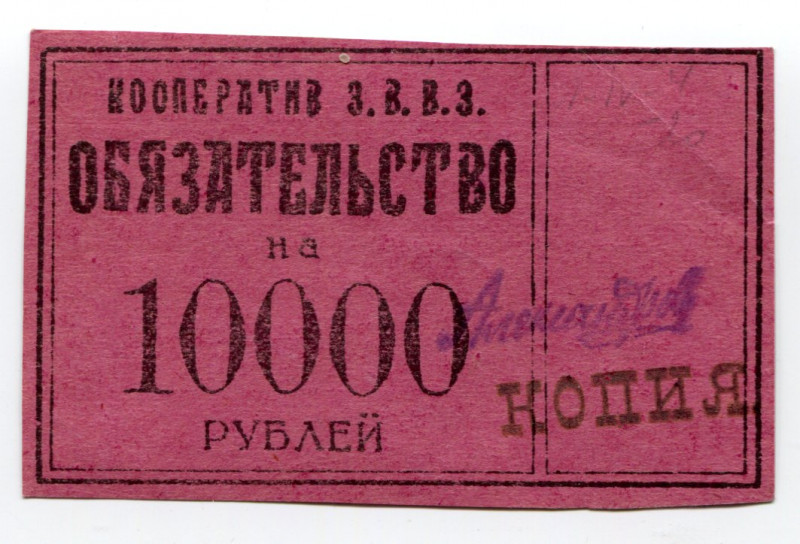 КООПЕРАТИВ З.В.В.З.
ОБЯЗАТЕЛЬСТВО
на
10000
РУБЛЕЙ
КОПИЯ